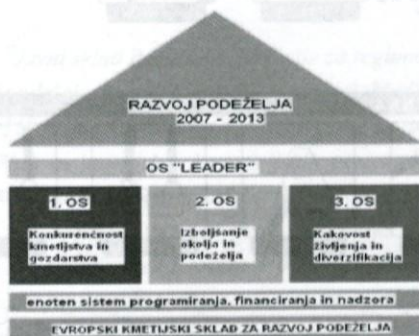 RAZVOJ PODEŽELJA
2007 - 2013
OS "LEADER"
1. OS
Konkurenčnost
kmetijstva in
gozdarstva
2. OS
Izboljšanje
okolja in
podeželja
3. OS
Kakovost
življenja in
diverzifikacija
enoten sistem programiranja, financiranja in nadzora
EVROPSKI KMETIJSKI SKLAD ZA RAZVOJ PODEŽELJA